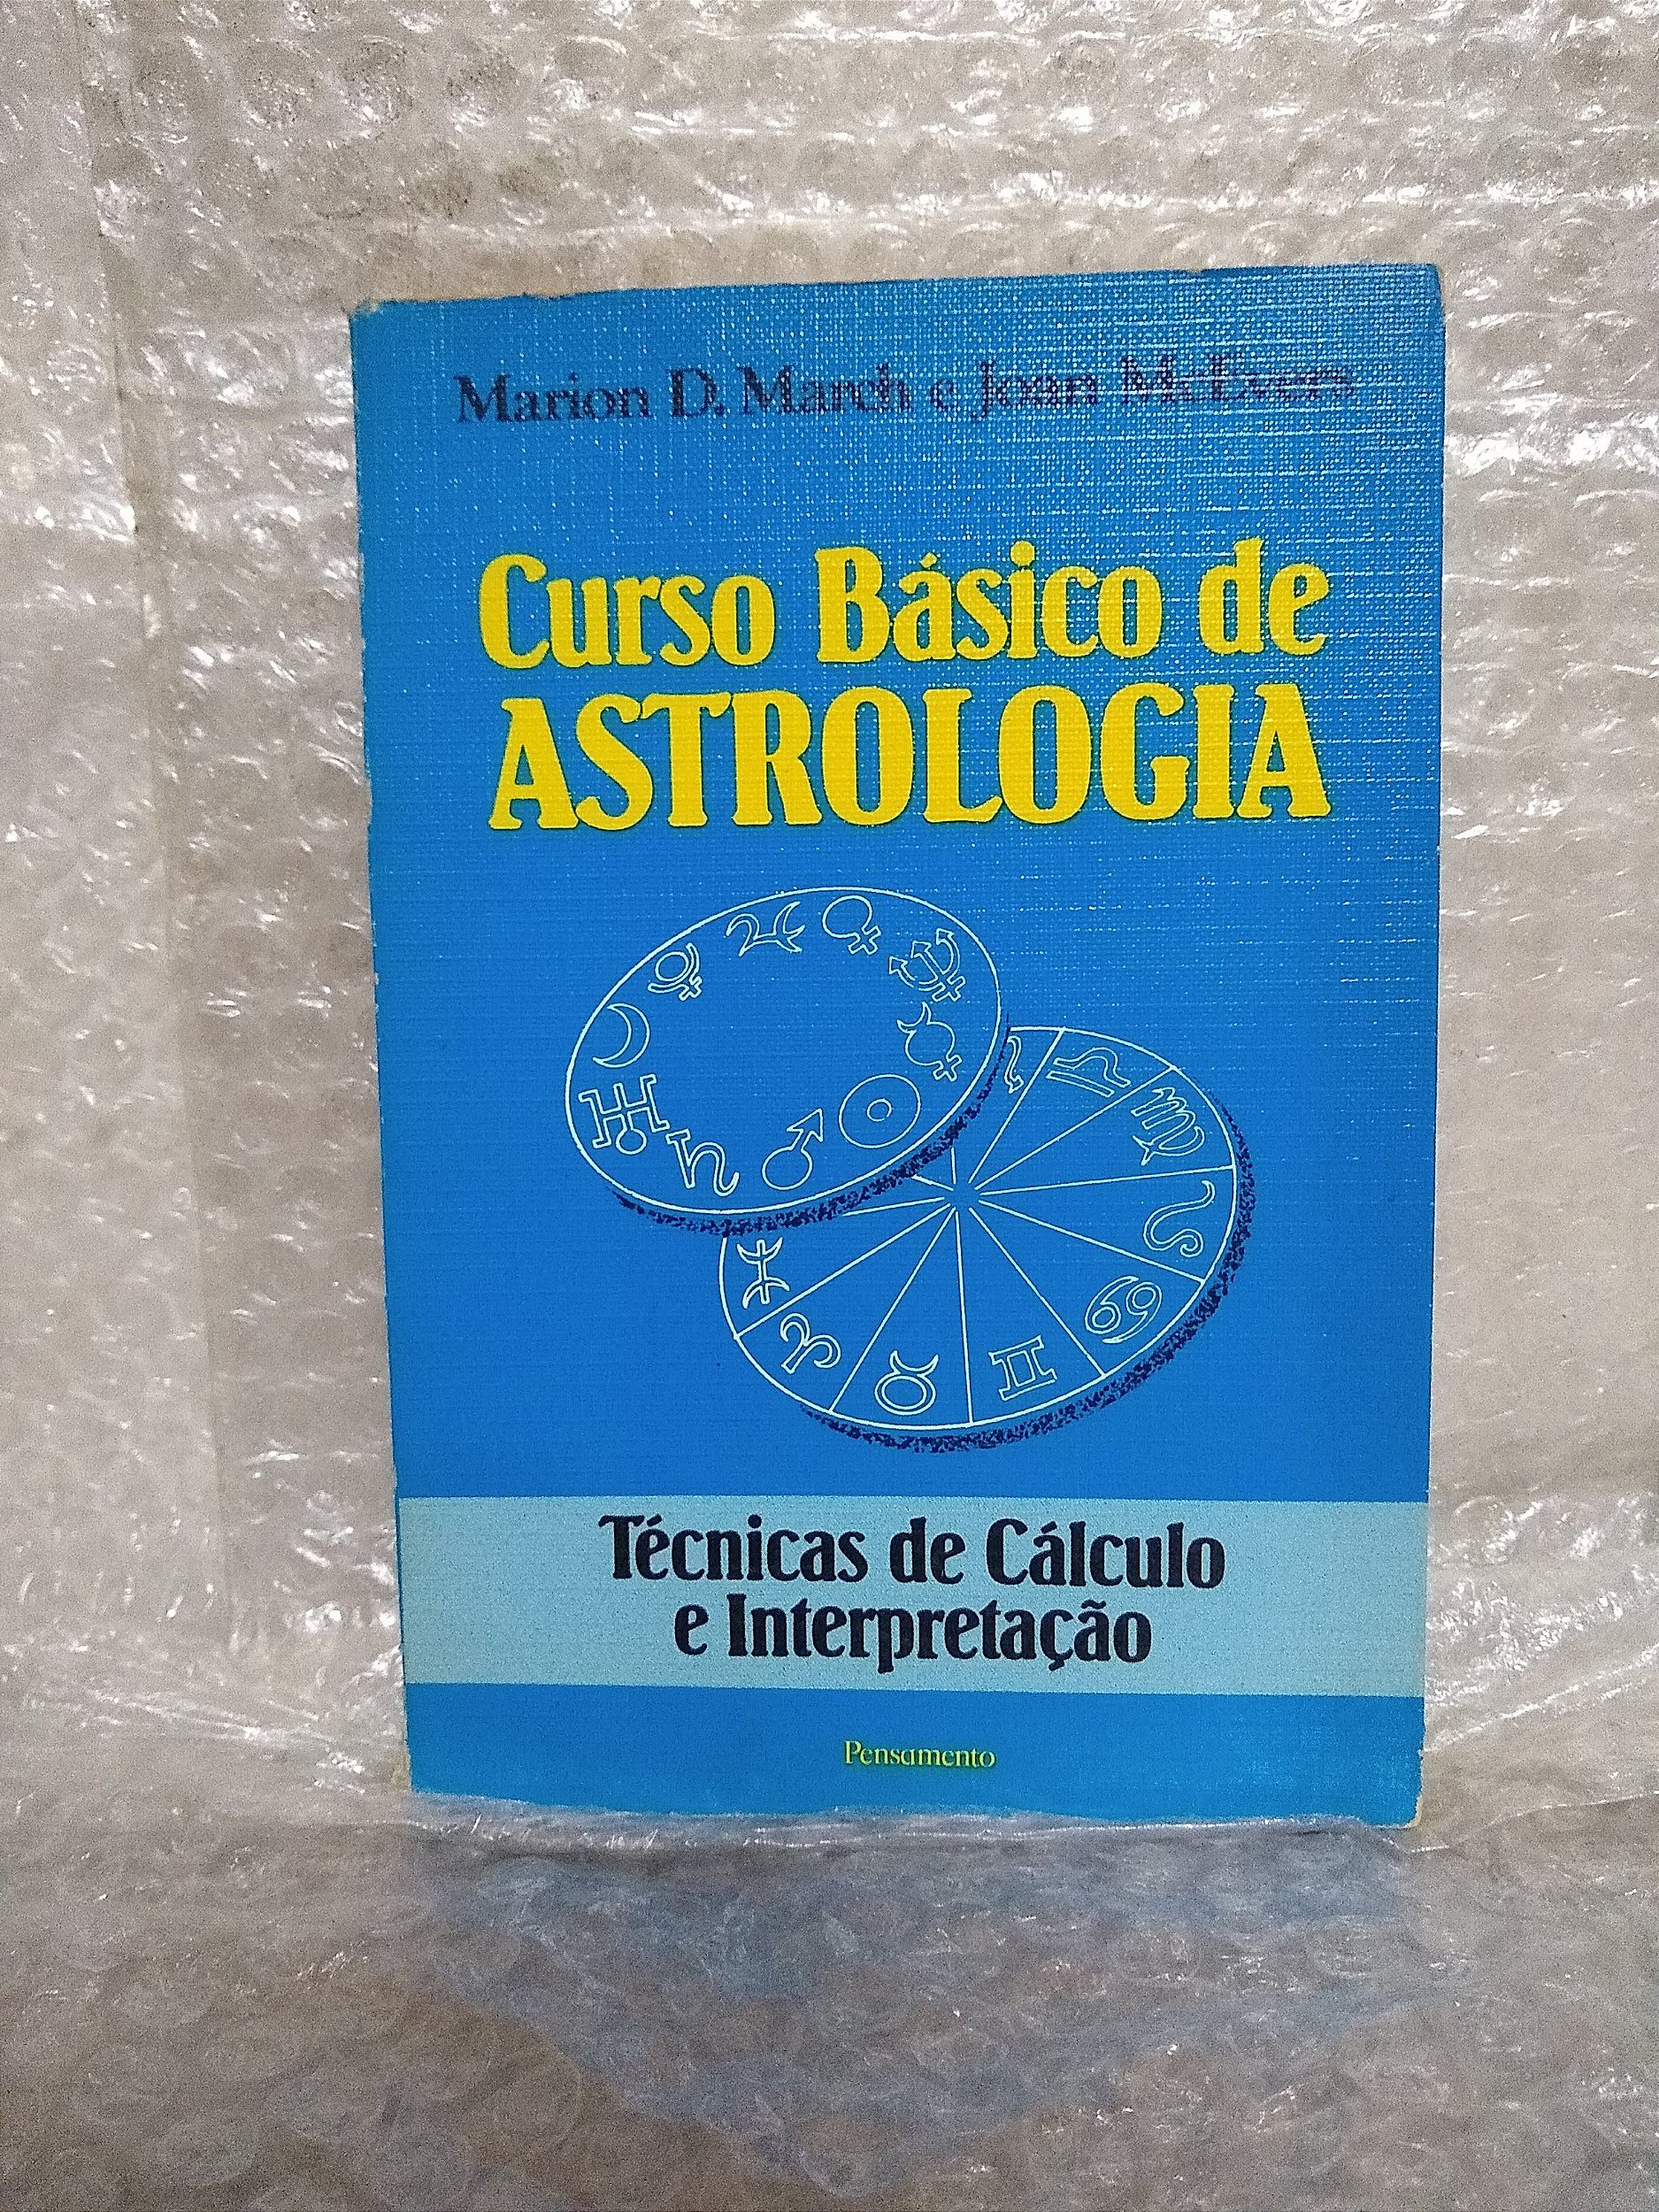 Marion D. March e Joan McEvers
Curso Básico de
ASTROLOGIA
Técnicas de Cálculo
e Interpretação
Pensamento